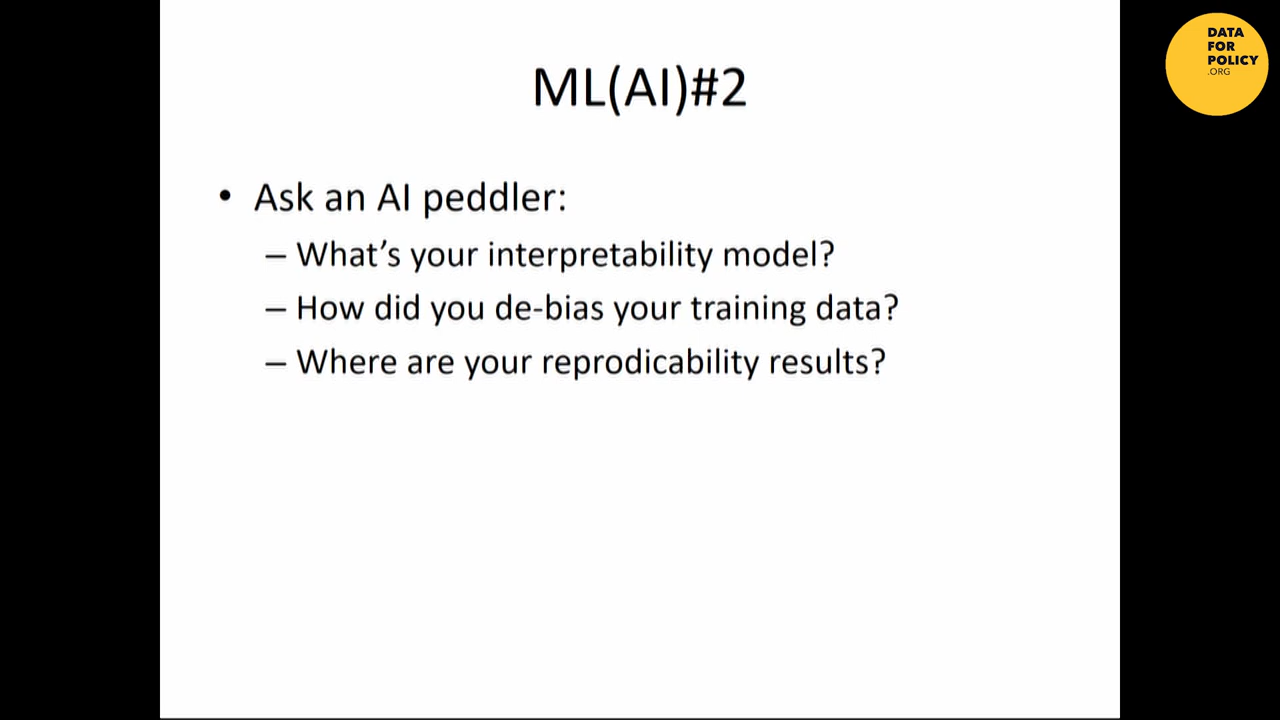 ML(AI)#2
• Ask an AI peddler:
– What's your interpretability model?
– How did you de-bias your training data?
– Where are your reprodicability results?
DATA
FOR
POLICY
.ORG